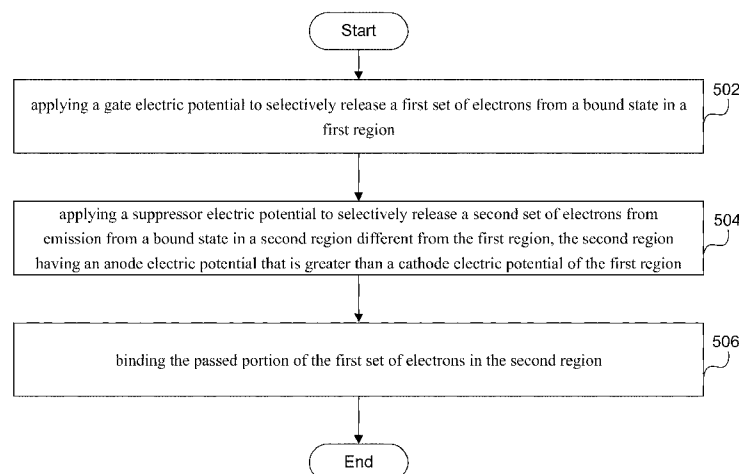 Start
applying a gate electric potential to selectively release a first set of electrons from a bound state in a
first region
502
applying a suppressor electric potential to selectively release a second set of electrons from
emission from a bound state in a second region different from the first region, the second region
having an anode electric potential that is greater than a cathode electric potential of the first region
504
binding the passed portion of the first set of electrons in the second region
506
End